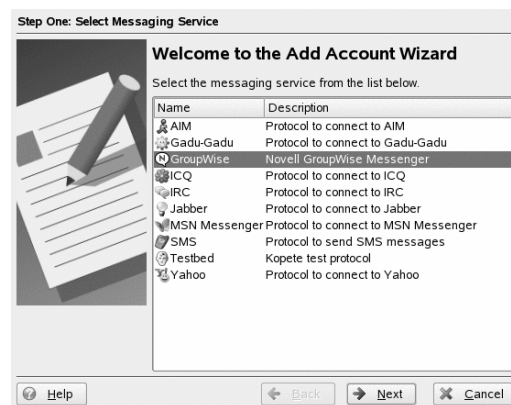 Step One: Select Messaging Service
Welcome to the Add Account Wizard
Select the messaging service from the list below.
Name Description
AIM Protocol to connect to AIM
Gadu-Gadu Protocol to connect to Gadu-Gadu
GroupWise Novell GroupWise Messenger
ICQ Protocol to connect to ICQ
IRC Protocol to connect to IRC
Jabber Protocol to connect to Jabber
MSN Messenger Protocol to connect to MSN Messenger
SMS Protocol to send SMS messages
Testbed Kopete test protocol
Yahoo Protocol to connect to Yahoo
Help Back Next Cancel